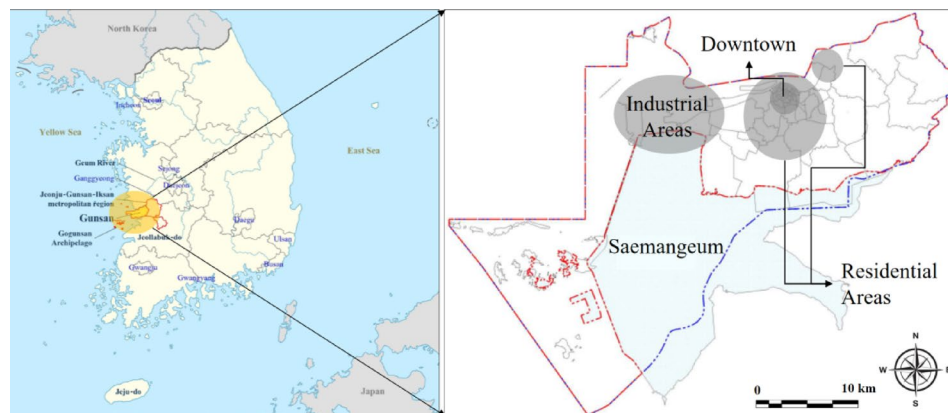 North Korea
Incheon
Seoul
Yellow Sea
East Sea
Geum River
Ganggyeong
Sejong
Daejeon
Jeonju-Gunsan-Iksan
metropolitan region
Gunsan
Gogunsan
Archipelago
Jeollabuk-do
Daegu
Ulsan
Busan
Gwangju
Gwangyang
Jeju-do
Japan
Downtown
Industrial
Areas
Saemangeum
Residential
Areas
N
W
E
S
0
10 km